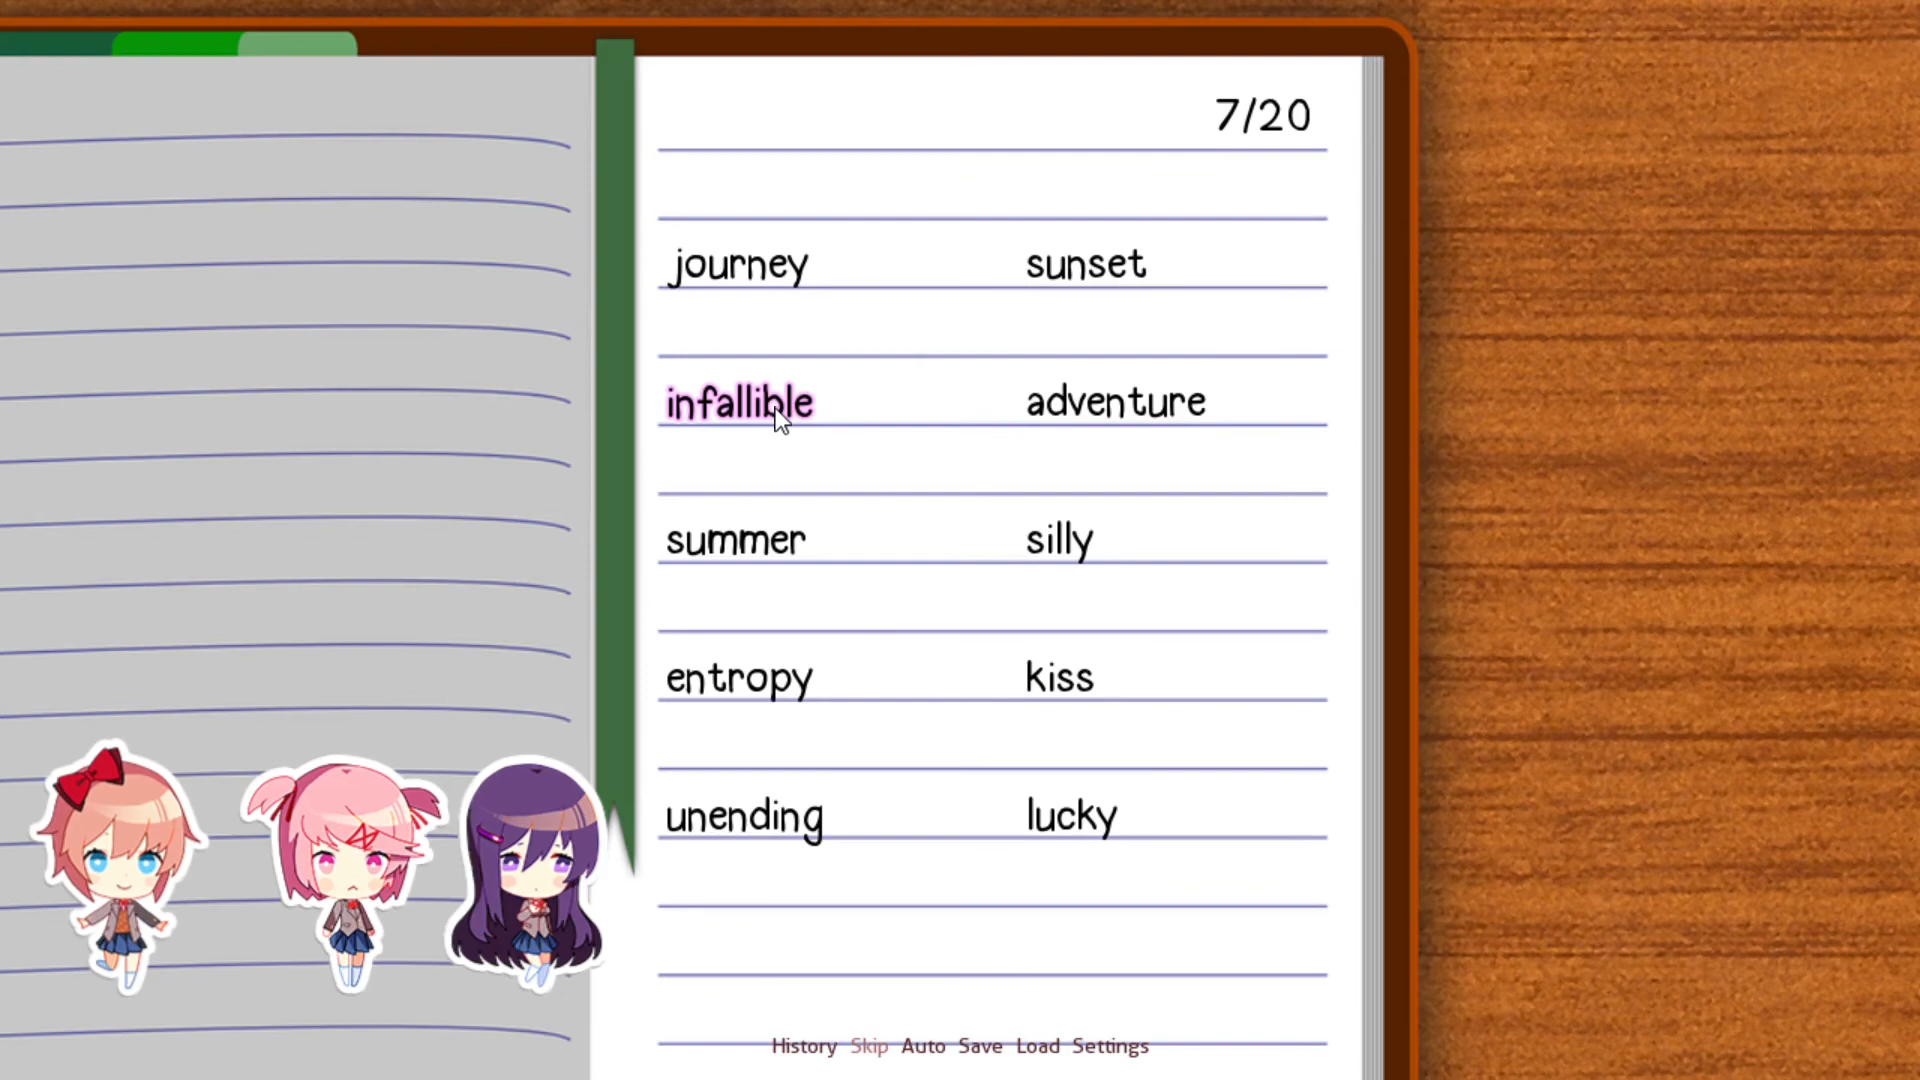 7/20
journey sunset
infallible adventure
summer silly
entropy kiss
unending lucky
History Skip Auto Save Load Settings